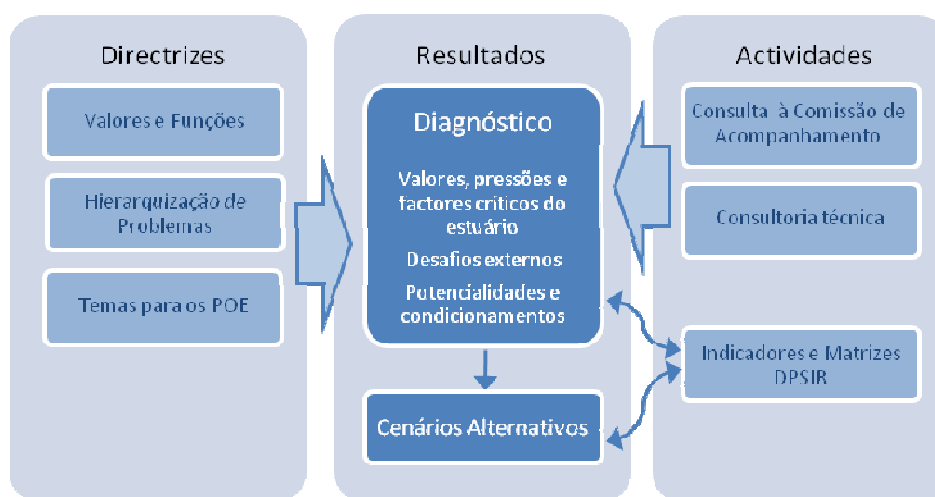 Directrizes
Valores e Funções
Hierarquização de
Problemas
Temas para os POE
Resultados
Diagnóstico
Valores, pressões e
factores críticos do
estuário
Desafios externos
Potencialidades e
condicionamentos
Cenários Alternativos
Actividades
Consulta à Comissão de
Acompanhamento
Consultoria técnica
Indicadores e Matrizes
DPSIR